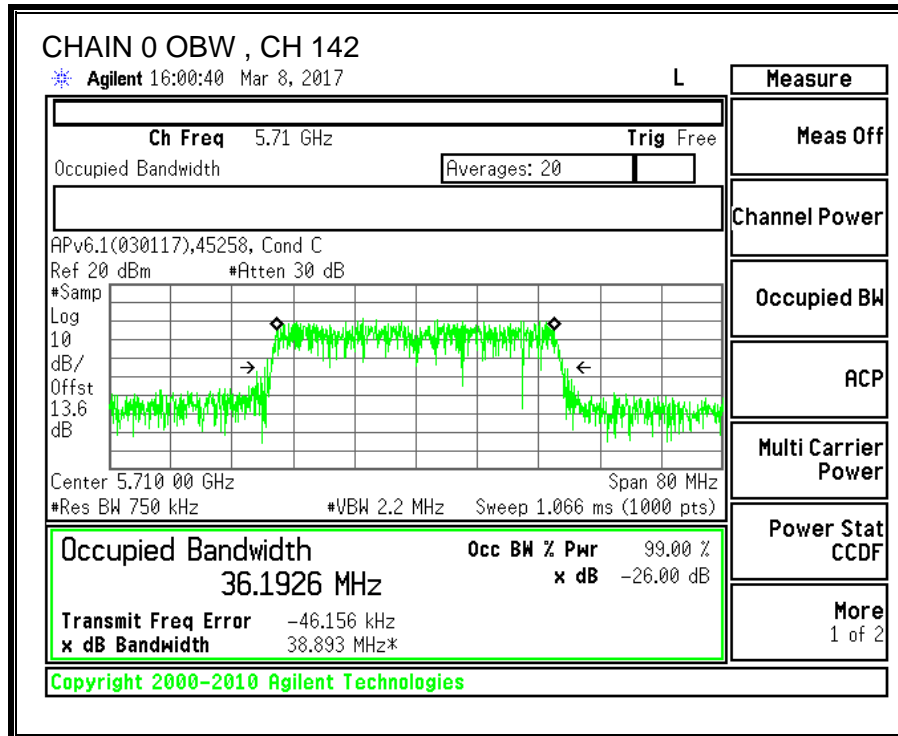 CHAIN 0 OBW , CH 142
Agilent 16:00:40 Mar 8, 2017 L
Measure
Ch Freq 5.71 GHz Trig Free
Meas Off
Occupied Bandwidth Averages: 20
Channel Power
APv6.1(030117),45258, Cond C
Ref 20 dBm #Atten 30 dB
#Samp
Log
10
dB/
Offst
13.6
dB
Occupied BW
ACP
Multi Carrier
Power
Center 5.710 00 GHz Span 80 MHz
#Res BW 750 kHz #VBW 2.2 MHz Sweep 1.066 ms (1000 pts)
Power Stat
CCDF
Occupied Bandwidth Occ BW % Pwr 99.00 %
36.1926 MHz x dB -26.00 dB
Transmit Freq Error -46.156 kHz
x dB Bandwidth 38.893 MHz*
More
1 of 2
Copyright 2000-2010 Agilent Technologies